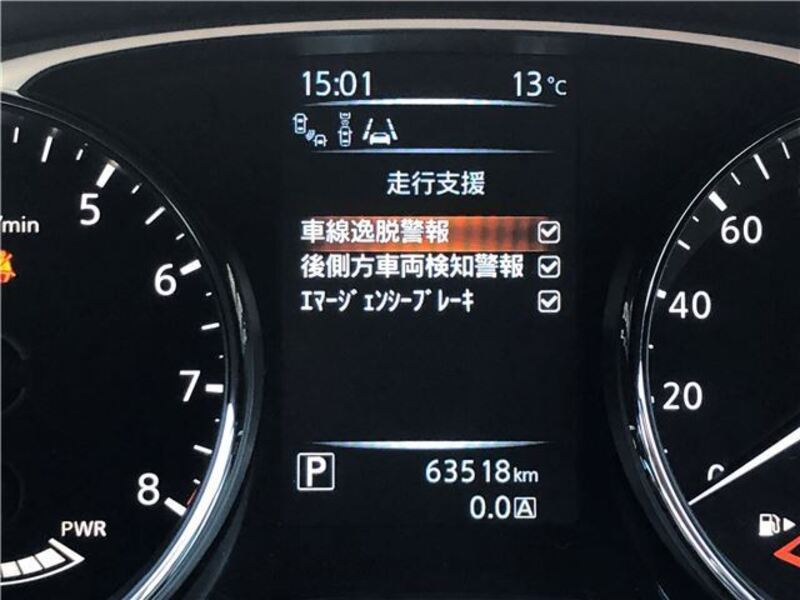 15:01 13°C
走行支援
車線逸脱警報
後側方車両検知警報
ｴﾏｰｼﾞｪﾝｼｰﾌﾞﾚｰｷ
P 63518km
0.0 A
/min
5
6
7
8
PWR
60
40
20
0